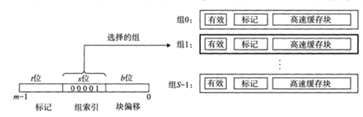 选择的组
组0: 有效 标记 高速缓存块
组1: 有效 标记 高速缓存块
⋮
组S-1: 有效 标记 高速缓存块
t位 s位 b位
0 0 0 0 1
m-1 0
标记 组索引 块偏移